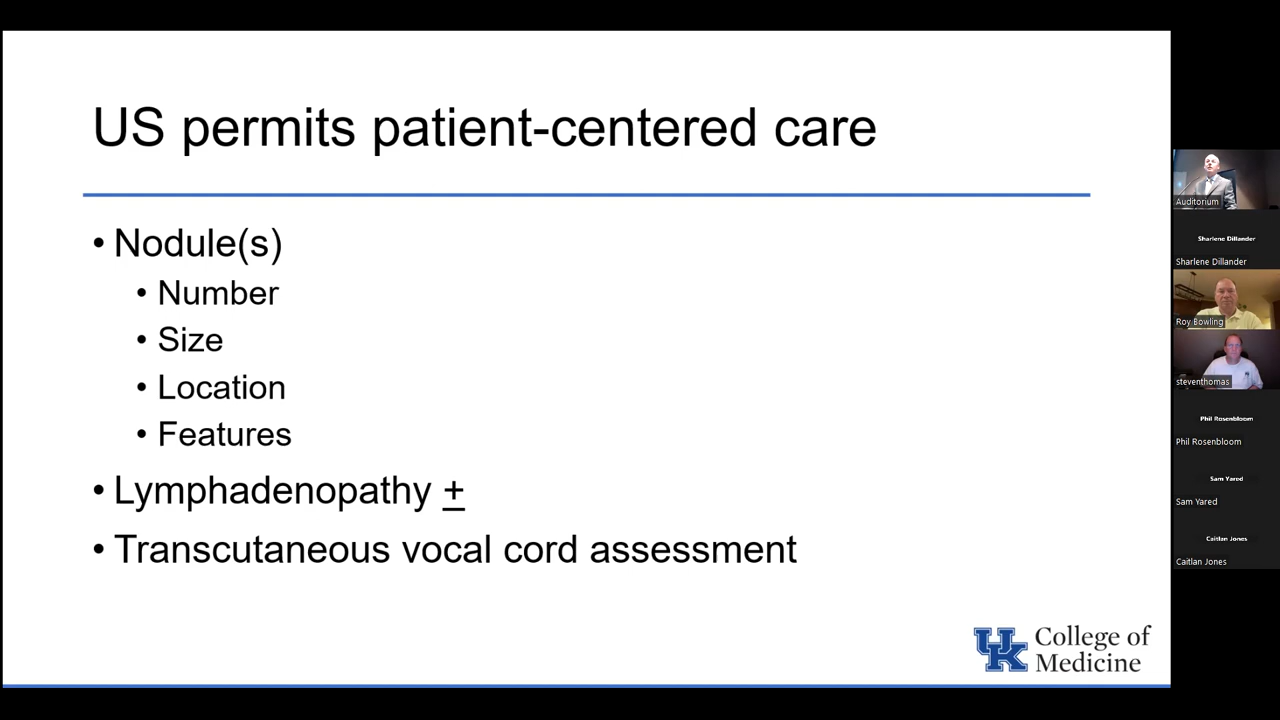 US permits patient-centered care
• Nodule(s)
• Number
• Size
• Location
• Features
• Lymphadenopathy +
• Transcutaneous vocal cord assessment
UK College of
Medicine
Auditorium
Sharlene Dillander
Sharlene Dillander
Roy Bowling
steventhomas
Phil Rosenbloom
Phil Rosenbloom
Sam Yared
Sam Yared
Caitlan Jones
Caitlan Jones